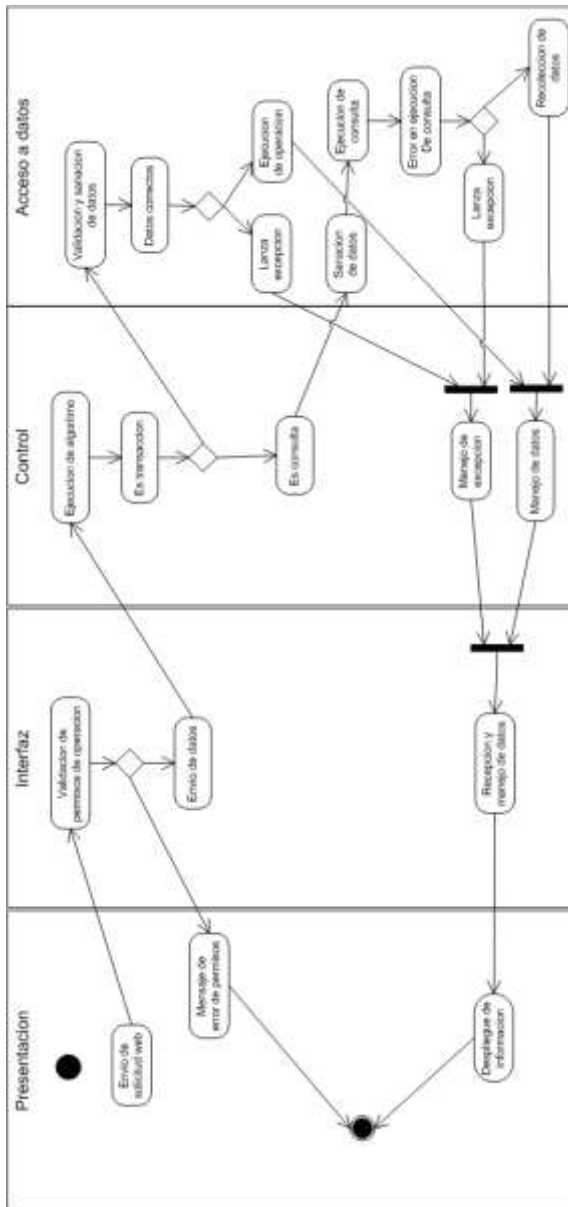 Presentacion
Envio de
solicitud web
Mensaje de
error de permisos
Despliegue de
informacion
Interfaz
Validacion de
permisos de operacion
Envio de datos
Recepcion y
manejo de datos
Control
Ejecucion de algoritmo
Es transaccion
Es consulta
Manejo de
excepcion
Manejo de datos
Acceso a datos
Validacion y sanacion
de datos
Datos correctos
Lanza
excepcion
Ejecucion
de operacion
Sanacion
de datos
Ejecucion de
consulta
Error en ejecucion
De consulta
Lanza
excepcion
Recoleccion de
datos